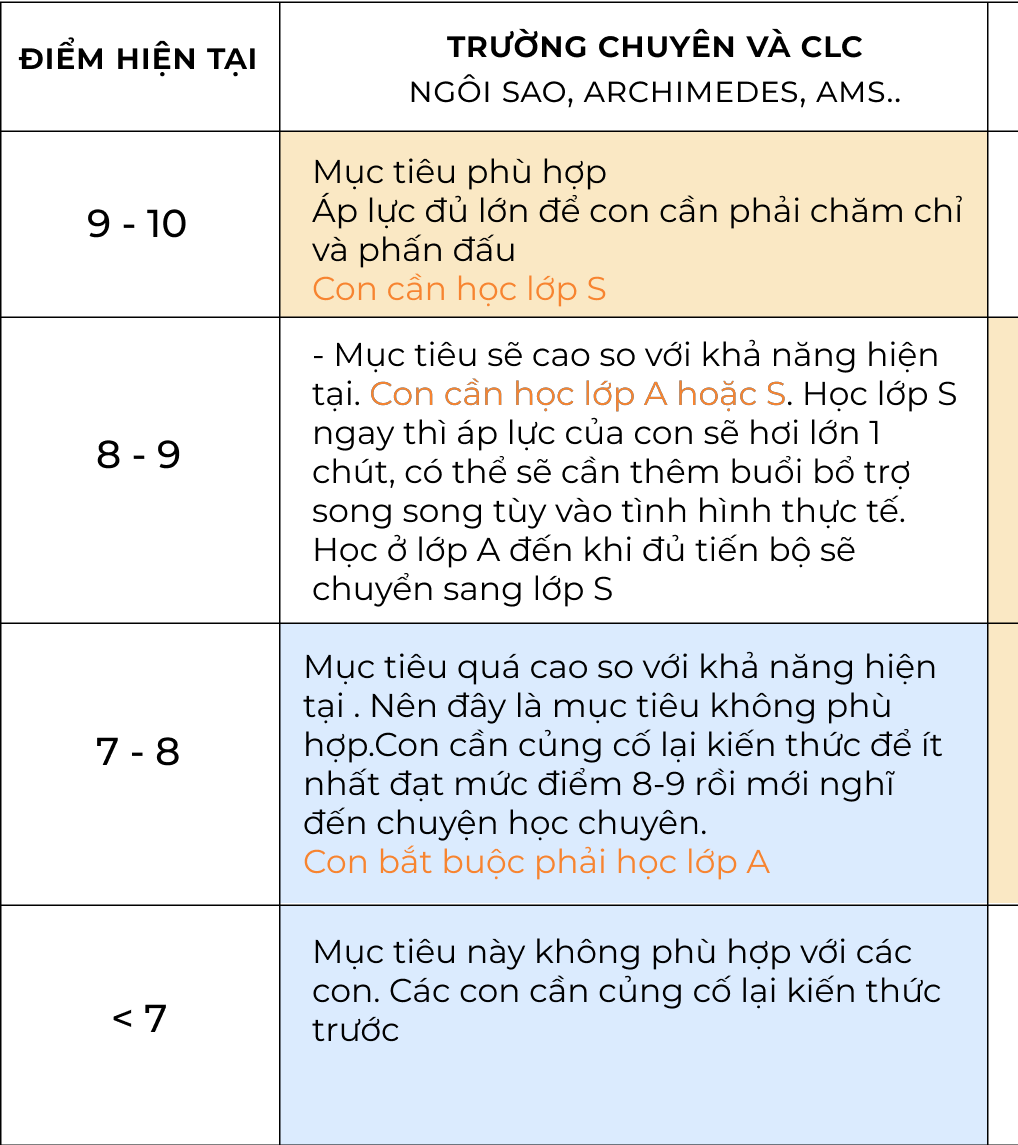 ĐIỂM HIỆN TẠI
TRƯỜNG CHUYÊN VÀ CLC
NGÔI SAO, ARCHIMEDES, AMS..
9 - 10
Mục tiêu phù hợp
Áp lực đủ lớn để con cần phải chăm chỉ
và phấn đấu
Con cần học lớp S
8 - 9
- Mục tiêu sẽ cao so với khả năng hiện
tại. Con cần học lớp A hoặc S. Học lớp S
ngay thì áp lực của con sẽ hơi lớn 1
chút, có thể sẽ cần thêm buổi bổ trợ
song song tùy vào tình hình thực tế.
Học ở lớp A đến khi đủ tiến bộ sẽ
chuyển sang lớp S
7 - 8
Mục tiêu quá cao so với khả năng hiện
tại . Nên đây là mục tiêu không phù
hợp.Con cần củng cố lại kiến thức để ít
nhất đạt mức điểm 8-9 rồi mới nghĩ
đến chuyện học chuyên.
Con bắt buộc phải học lớp A
< 7
Mục tiêu này không phù hợp với các
con. Các con cần củng cố lại kiến thức
trước